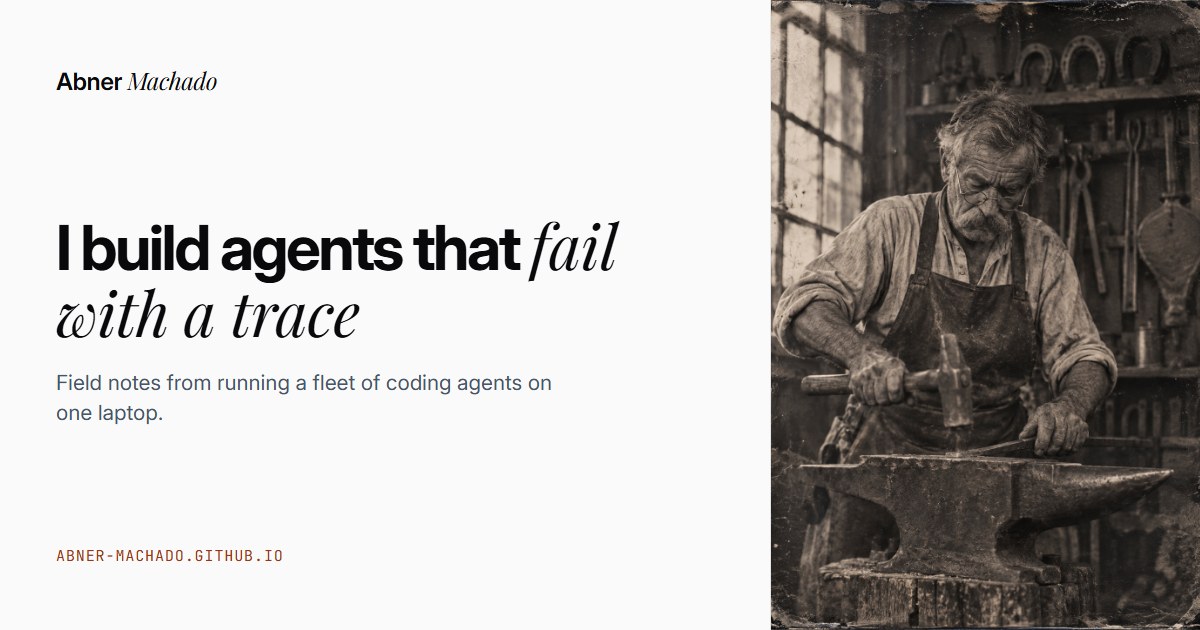 Abner Machado
I build agents that fail
with a trace
Field notes from running a fleet of coding agents on
one laptop.
ABNER-MACHADO.GITHUB.IO